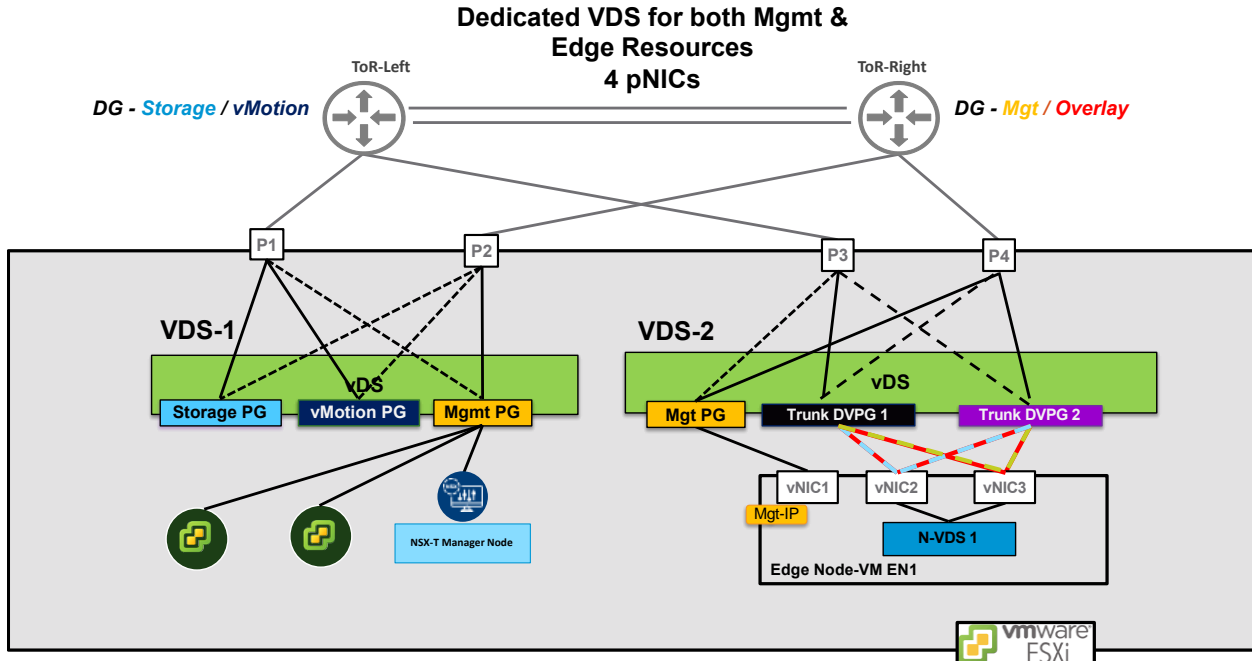 Dedicated VDS for both Mgmt &
Edge Resources
4 pNICs
ToR-Left
ToR-Right
DG - Storage / vMotion
DG - Mgt / Overlay
P1
P2
P3
P4
VDS-1
VDS-2
vDS
vDS
Storage PG
vMotion PG
Mgmt PG
Mgt PG
Trunk DVPG 1
Trunk DVPG 2
vNIC1
vNIC2
vNIC3
Mgt-IP
NSX-T Manager Node
N-VDS 1
Edge Node-VM EN1
vmware®
ESXi